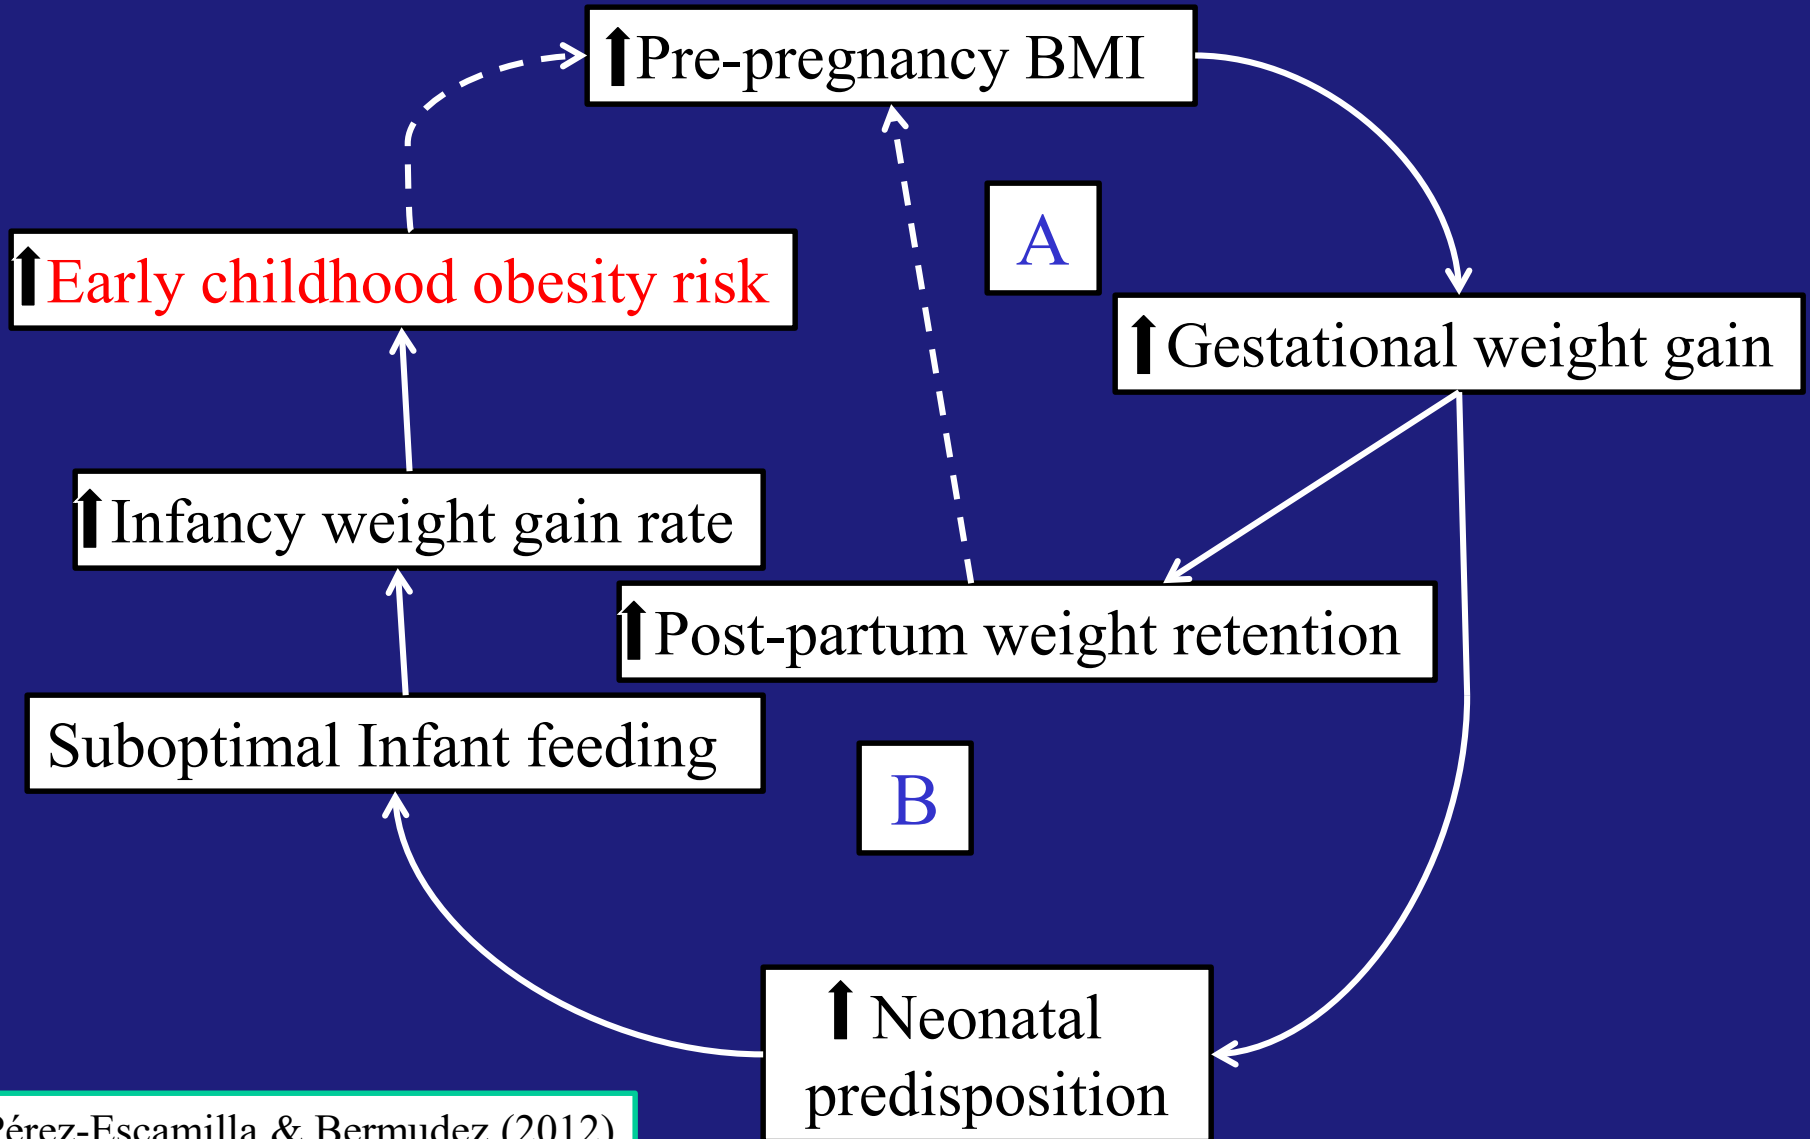 ⬆Pre-pregnancy BMI
A
⬆Early childhood obesity risk
⬆Gestational weight gain
⬆Infancy weight gain rate
⬆Post-partum weight retention
Suboptimal Infant feeding
B
⬆ Neonatal
predisposition
Pérez-Escamilla & Bermudez (2012)